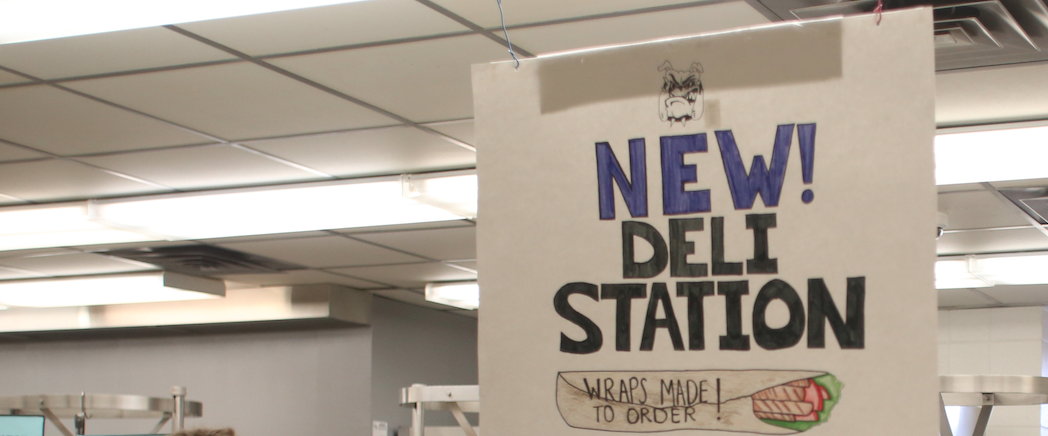 NEW!
DELI
STATION
WRAPS MADE!
TO ORDER